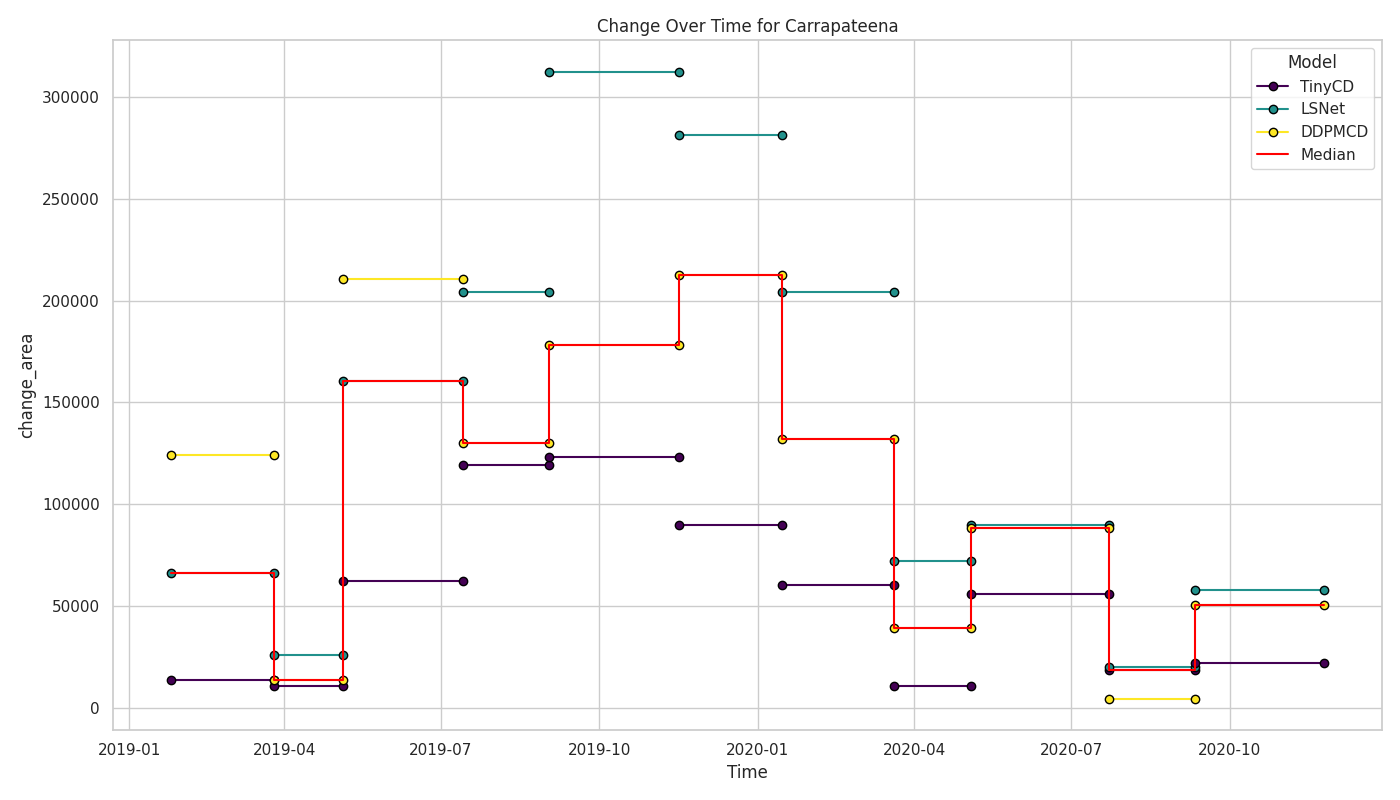 Change Over Time for Carrapateena
Model
TinyCD
LSNet
DDPMCD
Median
change_area
300000
250000
200000
150000
100000
50000
0
2019-01 2019-04 2019-07 2019-10 2020-01 2020-04 2020-07 2020-10
Time